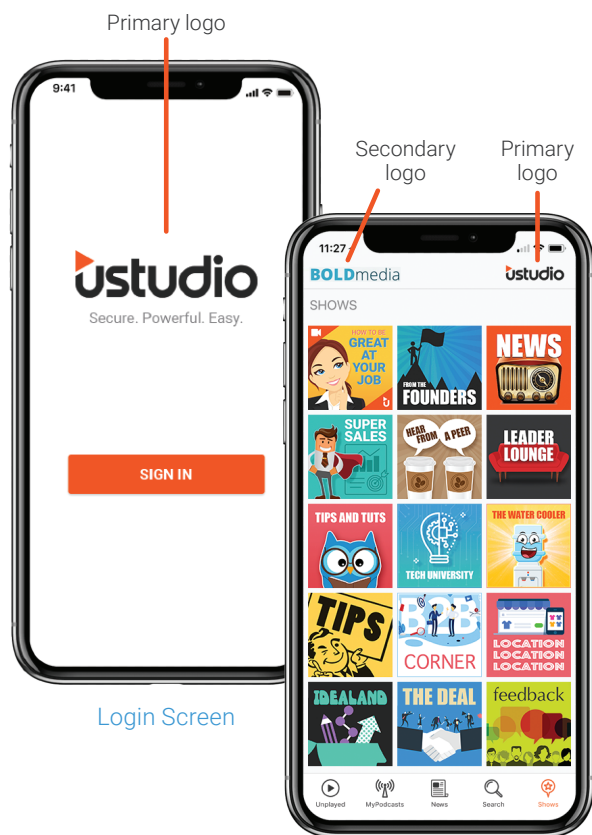 Primary logo
9:41
ustudio
Secure. Powerful. Easy.
SIGN IN
Login Screen
Secondary
logo
Primary
logo
11:27
BOLDmedia
ustudio
SHOWS
HOW TO BE
GREAT
AT
YOUR
JOB
FROM THE
FOUNDERS
NEWS
SUPER
SALES
HEAR
FROM
A PEER
LEADER
LOUNGE
TIPS AND TUTS
TECH UNIVERSITY
THE WATER COOLER
TIPS
BOB
CORNER
LOCATION
LOCATION
LOCATION
IDEALAND
THE DEAL
feedback
Unplayed
MyPodcasts
News
Search
Shows